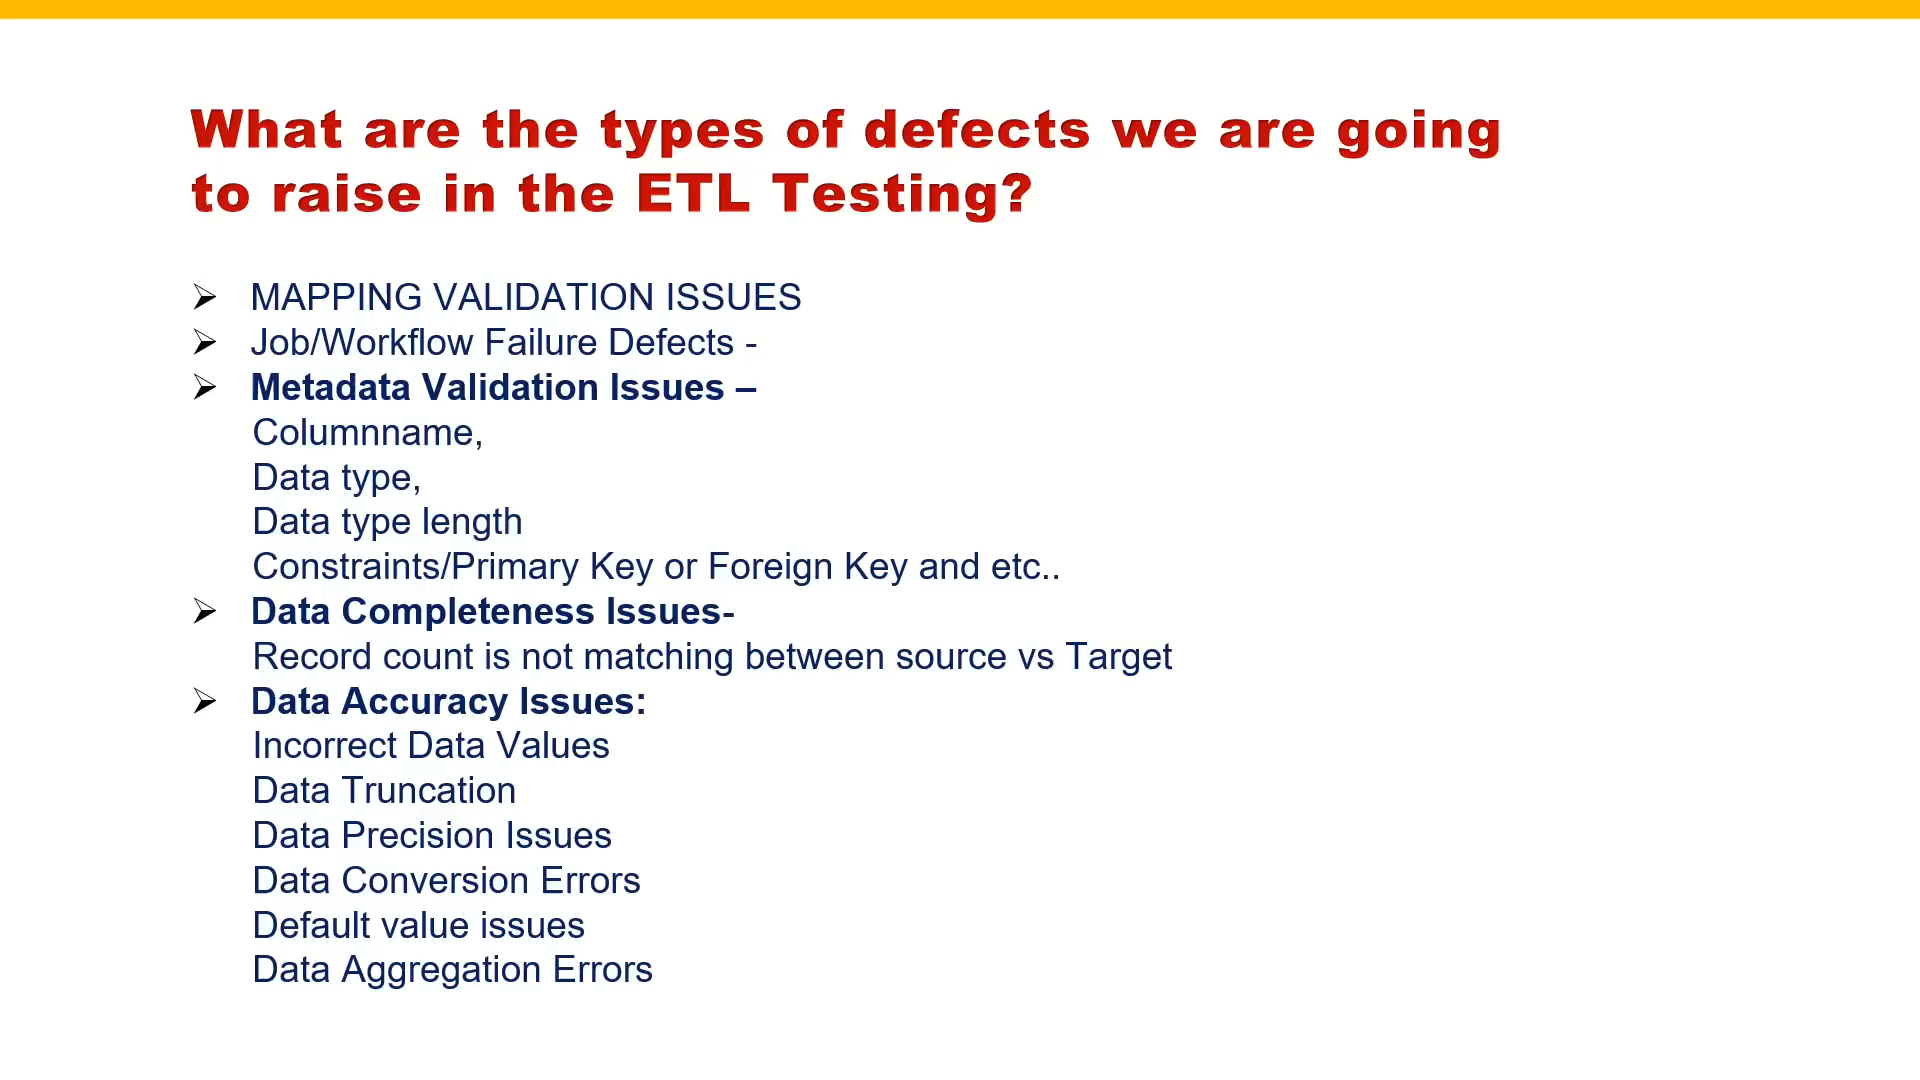 What are the types of defects we are going
to raise in the ETL Testing?
➢ MAPPING VALIDATION ISSUES
➢ Job/Workflow Failure Defects -
➢ Metadata Validation Issues –
Columnname,
Data type,
Data type length
Constraints/Primary Key or Foreign Key and etc..
➢ Data Completeness Issues-
Record count is not matching between source vs Target
➢ Data Accuracy Issues:
Incorrect Data Values
Data Truncation
Data Precision Issues
Data Conversion Errors
Default value issues
Data Aggregation Errors